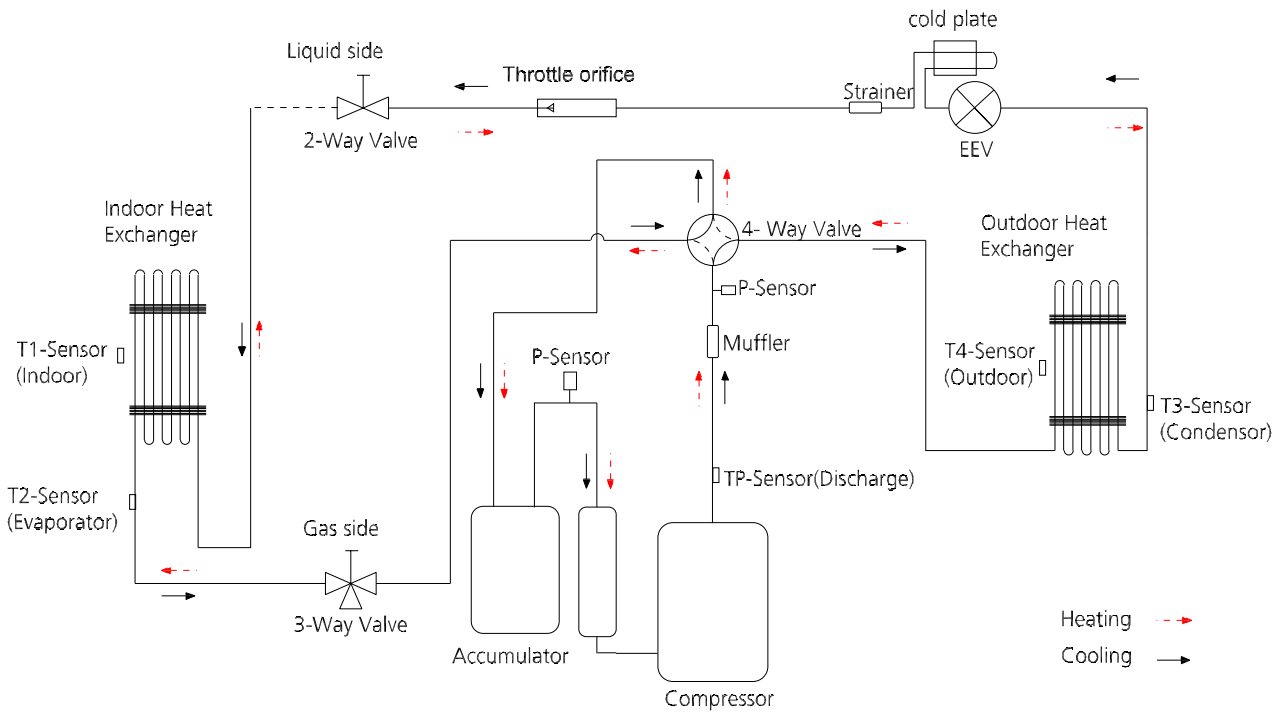 cold plate
Liquid side
Throttle orifice
Strainer
2-Way Valve
EEV
Indoor Heat
Exchanger
4- Way Valve
Outdoor Heat
Exchanger
P-Sensor
Muffler
P-Sensor
T1-Sensor
(Indoor)
T4-Sensor
(Outdoor)
T3-Sensor
(Condensor)
TP-Sensor(Discharge)
T2-Sensor
(Evaporator)
Gas side
3-Way Valve
Accumulator
Compressor
Heating
Cooling